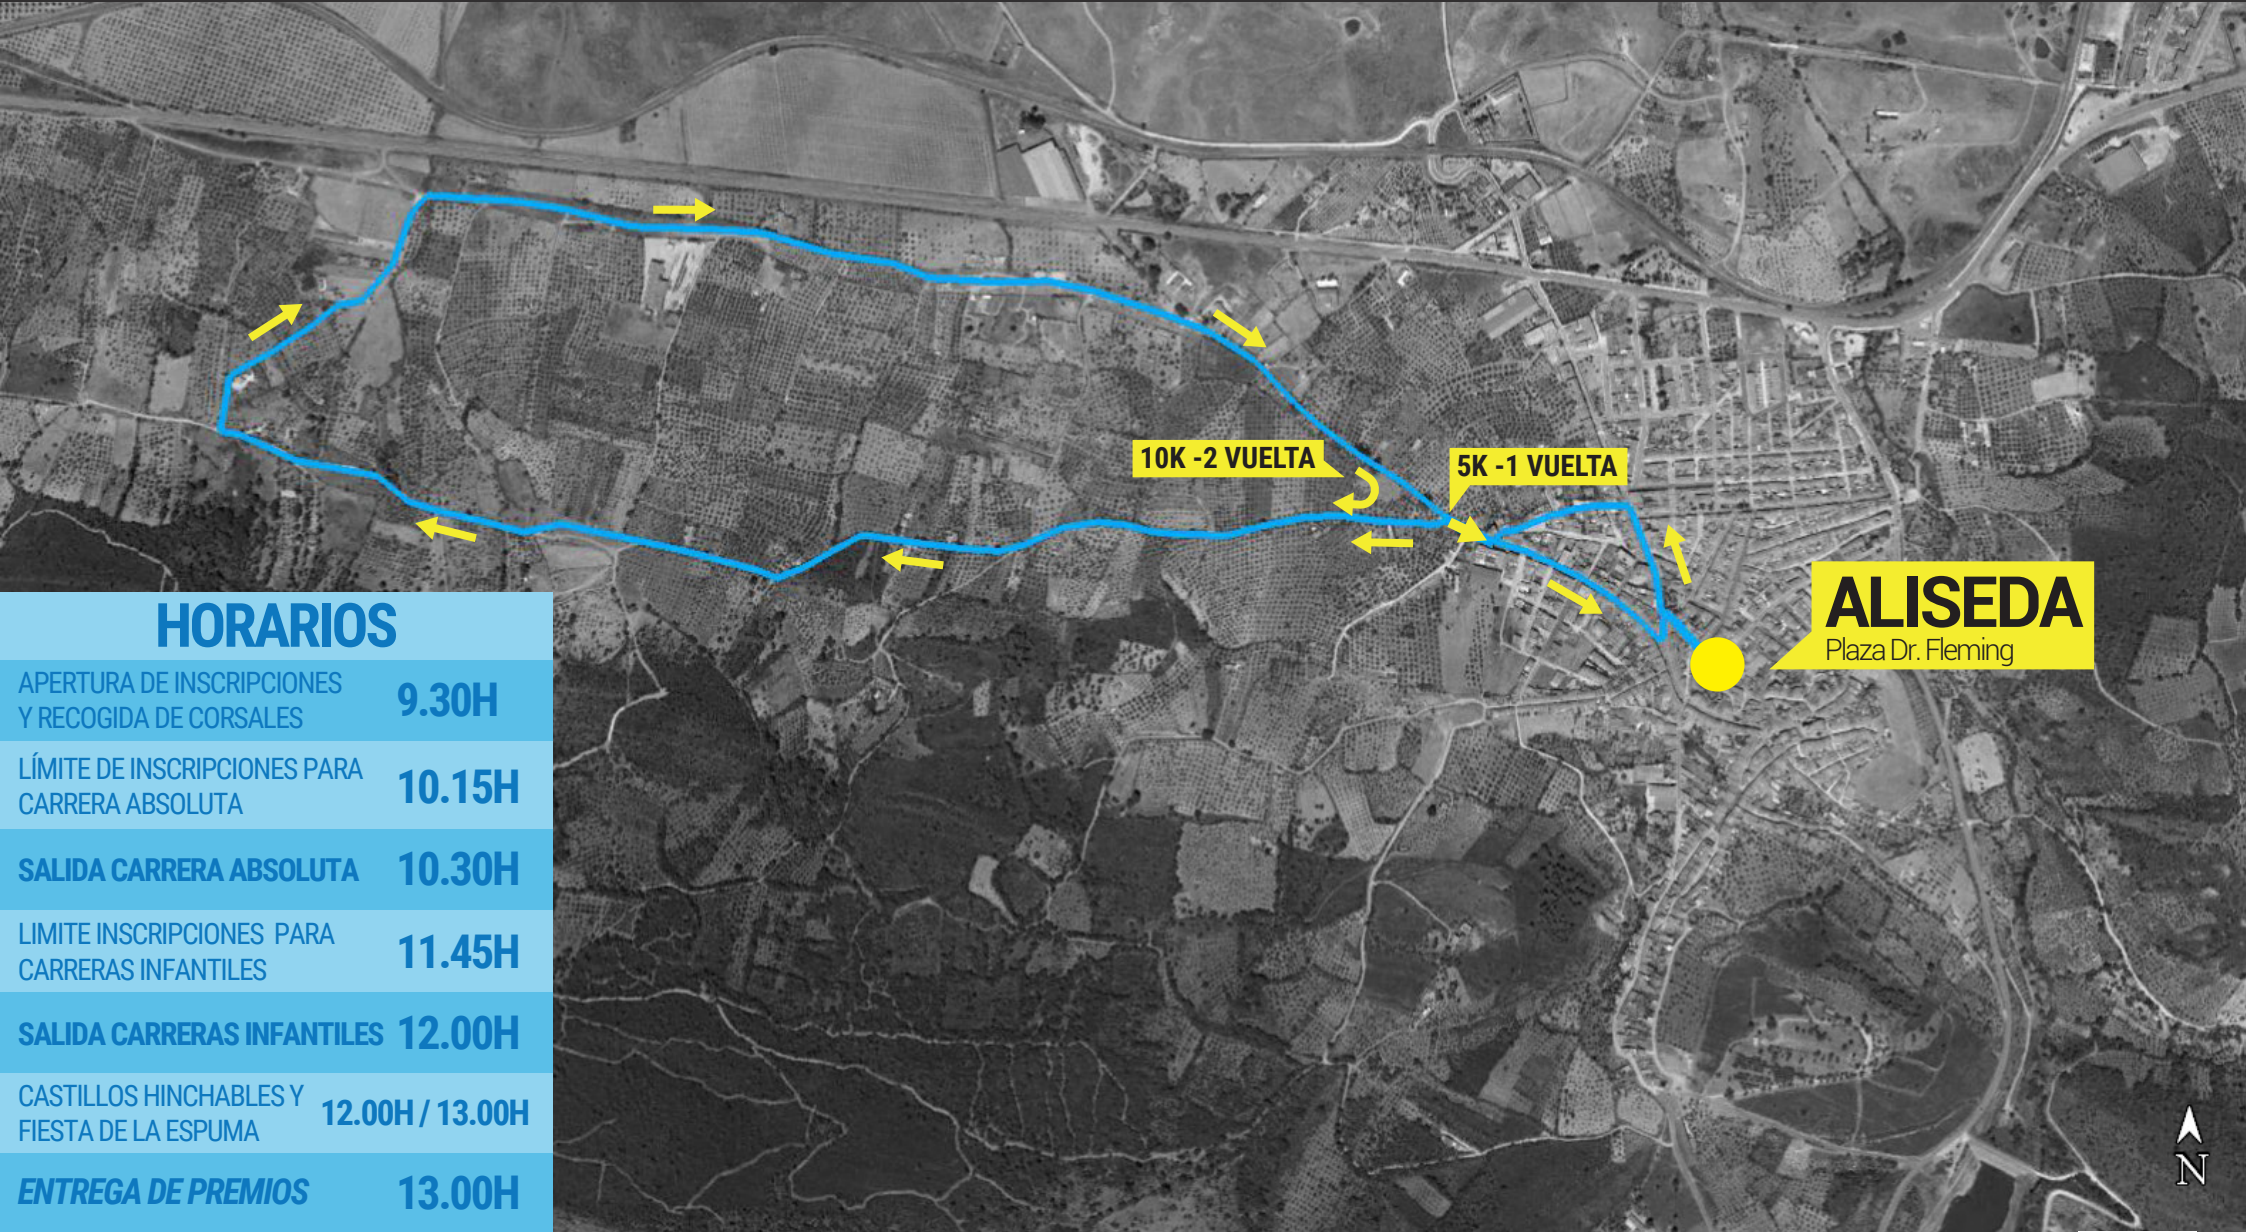 10K -2 VUELTA
5K -1 VUELTA
ALISEDA
Plaza Dr. Fleming
HORARIOS
APERTURA DE INSCRIPCIONES
Y RECOGIDA DE CORSALES
9.30H
LÍMITE DE INSCRIPCIONES PARA
CARRERA ABSOLUTA
10.15H
SALIDA CARRERA ABSOLUTA 10.30H
LIMITE INSCRIPCIONES PARA
CARRERAS INFANTILES
11.45H
SALIDA CARRERAS INFANTILES 12.00H
CASTILLOS HINCHABLES Y
FIESTA DE LA ESPUMA
12.00H / 13.00H
ENTREGA DE PREMIOS 13.00H
N